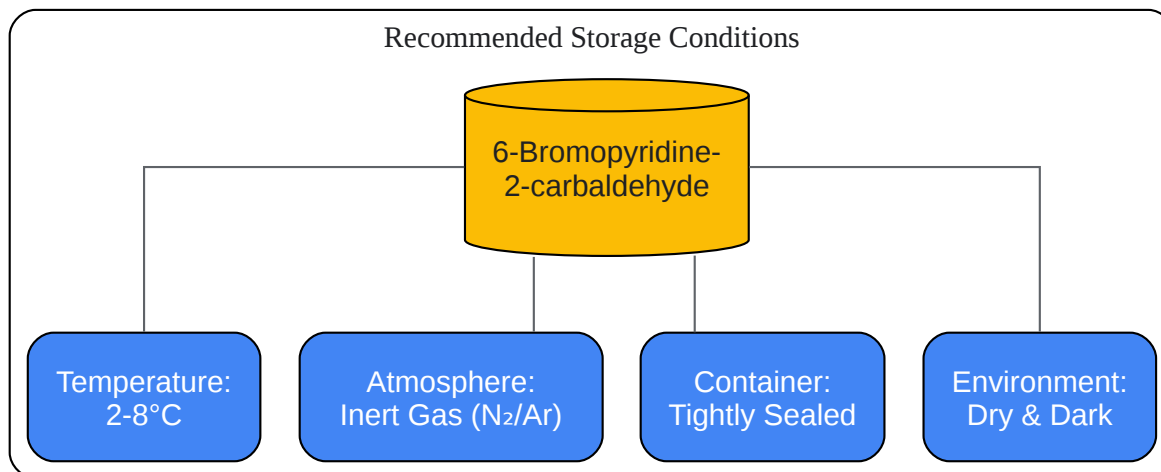 Recommended Storage Conditions
6-Bromopyridine-
2-carbaldehyde
Temperature:
2-8°C
Atmosphere:
Inert Gas (N₂/Ar)
Container:
Tightly Sealed
Environment:
Dry & Dark